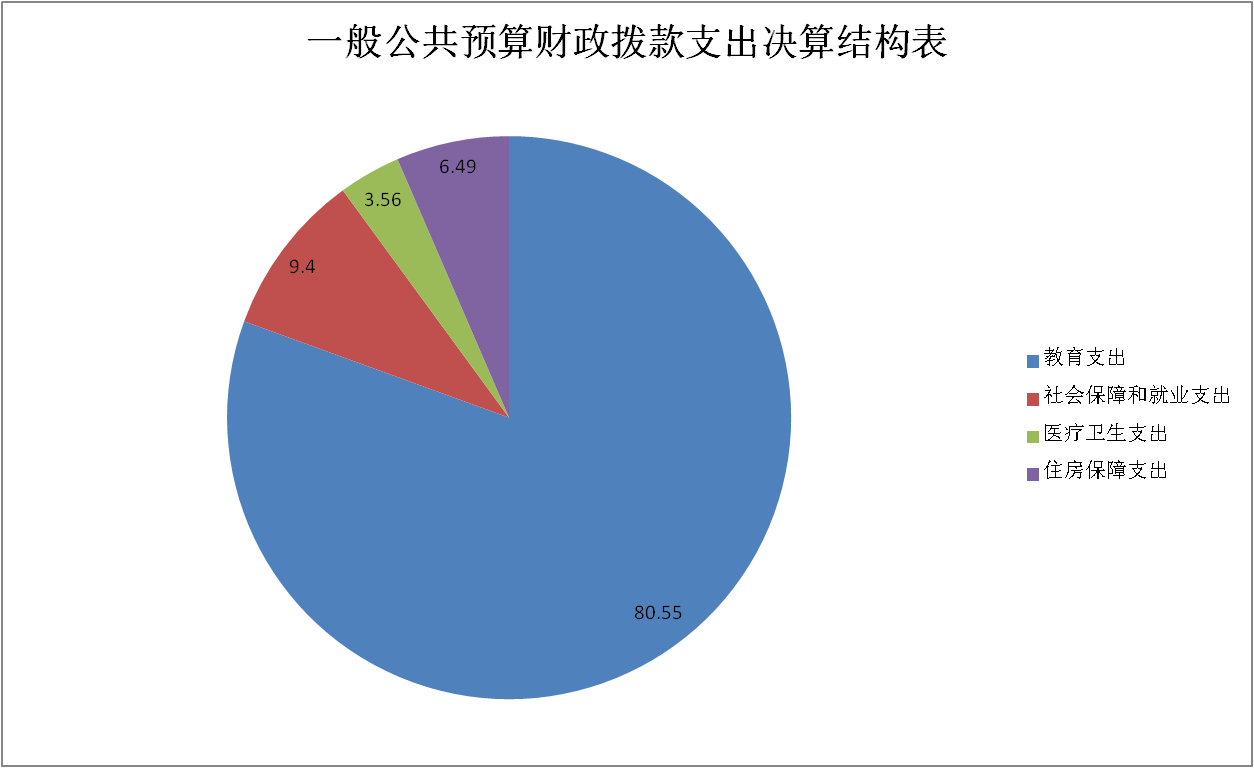 一般公共预算财政拨款支出决算结构表
6.49
3.56
9.4
80.55
教育支出
社会保障和就业支出
医疗卫生支出
住房保障支出